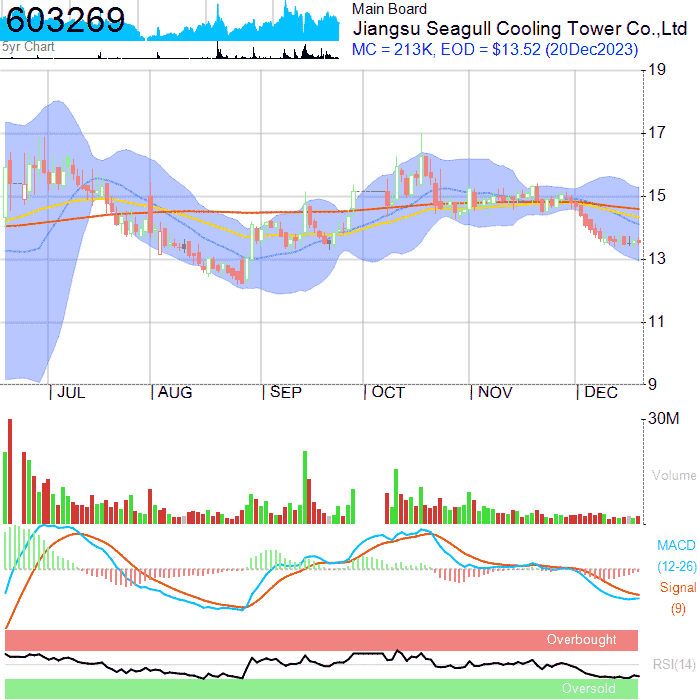 603269
5yr Chart
Main Board
Jiangsu Seagull Cooling Tower Co.,Ltd
MC = 213K, EOD = $13.52 (20Dec2023)
19
17
15
13
11
9
JUL AUG SEP OCT NOV DEC
30M
Volume
MACD
(12-26)
Signal
(9)
Overbought
RSI(14)
Oversold